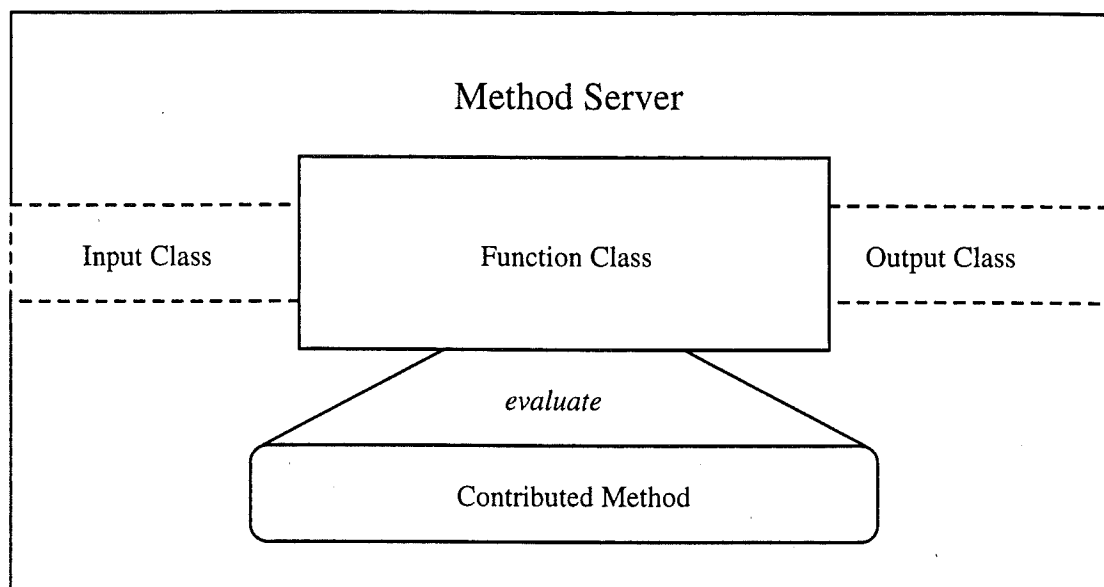 Method Server
Input Class
Function Class
Output Class
evaluate
Contributed Method